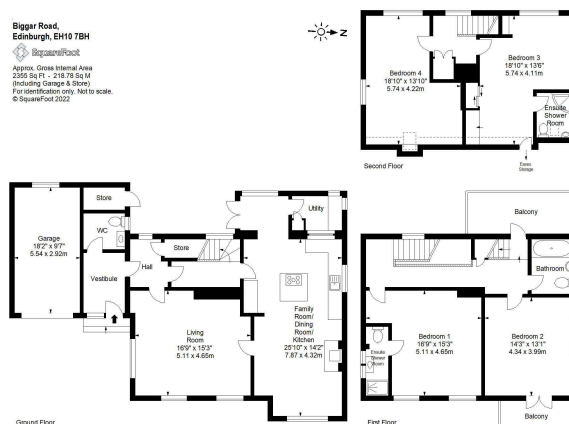 Biggar Road,
Edinburgh, EH10 7BH
SquareFoot
Approx. Gross Internal Area
2355 Sq Ft - 218.78 Sq M
(Including Garage & Store)
For identification only. Not to scale.
© SquareFoot 2022
N
Bedroom 4
18'10" x 13'10"
5.74 x 4.22m
Bedroom 3
18'10" x 13'6"
5.74 x 4.11m
Ensuite
Shower
Room
Eaves
Storage
Second Floor
Store
WC
Garage
18'2" x 9'7"
5.54 x 2.92m
Vestibule
Hall
Store
Utility
Living
Room
16'9" x 15'3"
5.11 x 4.65m
Family
Room/
Dining
Room/
Kitchen
25'10" x 14'2"
7.87 x 4.32m
Ground Floor
Balcony
Bathroom
Bedroom 1
16'9" x 15'3"
5.11 x 4.65m
Bedroom 2
14'3" x 13'1"
4.34 x 3.99m
Ensuite
Shower
Room
Balcony
First Floor